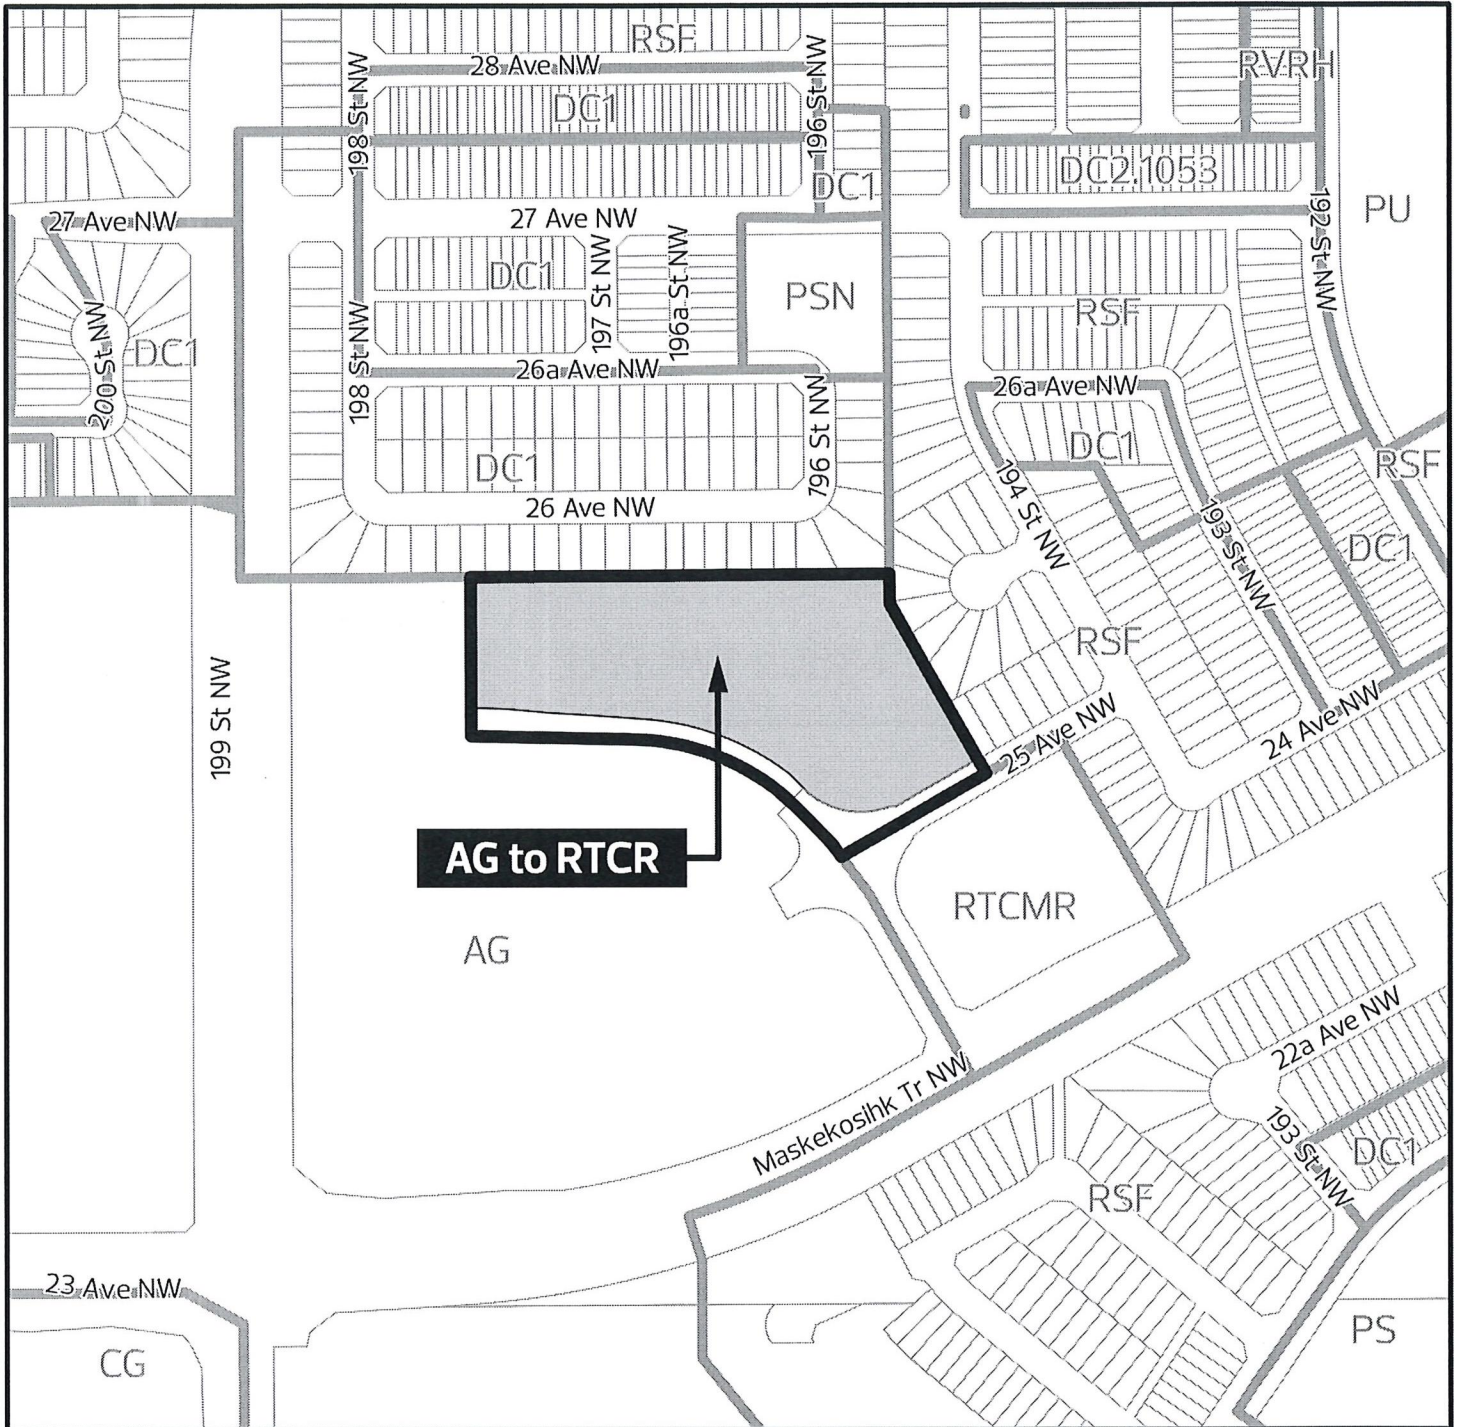 RSF
28 Ave NW
RVRH
198 St NW
196 St NW
DC1
DC2.1053
DC1
192 St NW
PU
27 Ave NW
27 Ave NW
DC1
197 St NW
196a St NW
PSN
RSF
200 St NW
DC1
198 St NW
26a Ave NW
26a Ave NW
196 St NW
DC1
DC1
RSF
194 St NW
26 Ave NW
193 St NW
DC1
RSF
199 St NW
25 Ave NW
24 Ave NW
AG to RTCR
RTCMR
AG
22a Ave NW
Maskekosihk Tr NW
193 St NW
DC1
RSF
23 Ave NW
PS
CG